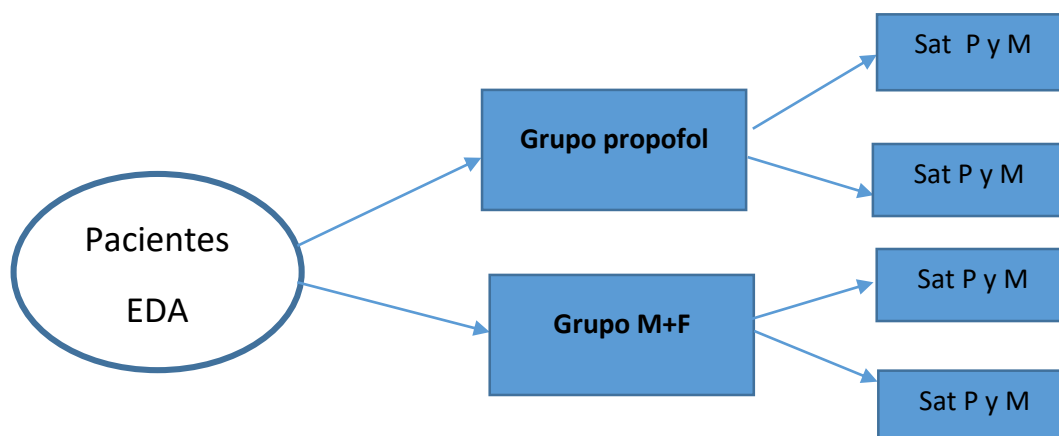 Pacientes
EDA
Grupo propofol
Sat  P y M
Sat P y M
Grupo M+F
Sat P y M
Sat P y M